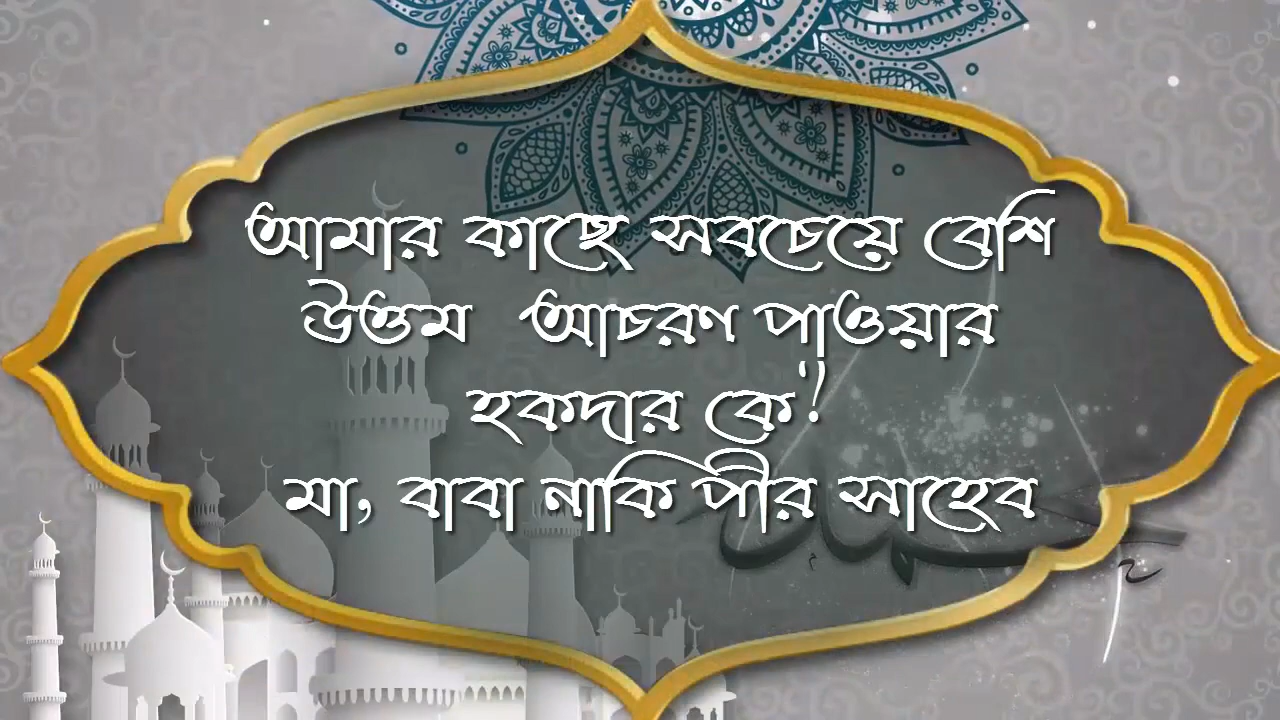 আমার কাছে সবচেয়ে বেশি
উত্তম আচরণ পাওয়ার
হকদার কে?
মা, বাবা নাকি পীর সাহেব